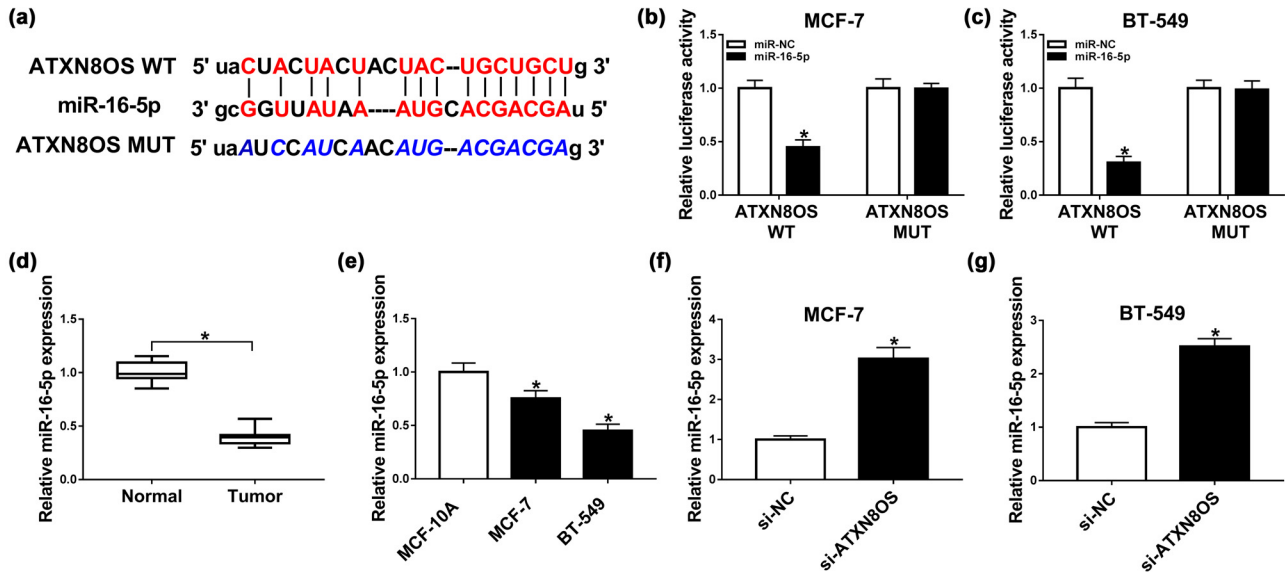 (a)
ATXN8OS WT 5' uaCUACUACUACUAC--UGCUGCUg 3'
miR-16-5p 3' gcGGUUAUAA----AUGCACGACGAu 5'
ATXN8OS MUT 5' uaAUCCAUCAACAUG--ACGACGAg 3'
(b)
MCF-7
Relative luciferase activity
miR-NC
miR-16-5p
1.5
1.0
0.5
0.0
*
ATXN8OS WT
ATXN8OS MUT
(c)
BT-549
Relative luciferase activity
miR-NC
miR-16-5p
1.5
1.0
0.5
0.0
*
ATXN8OS WT
ATXN8OS MUT
(d)
Relative miR-16-5p expression
1.5
1.0
0.5
0.0
*
Normal
Tumor
(e)
Relative miR-16-5p expression
1.5
1.0
0.5
0.0
*
*
MCF-10A
MCF-7
BT-549
(f)
MCF-7
Relative miR-16-5p expression
4
3
2
1
0
*
si-NC
si-ATXN8OS
(g)
BT-549
Relative miR-16-5p expression
3
2
1
0
*
si-NC
si-ATXN8OS